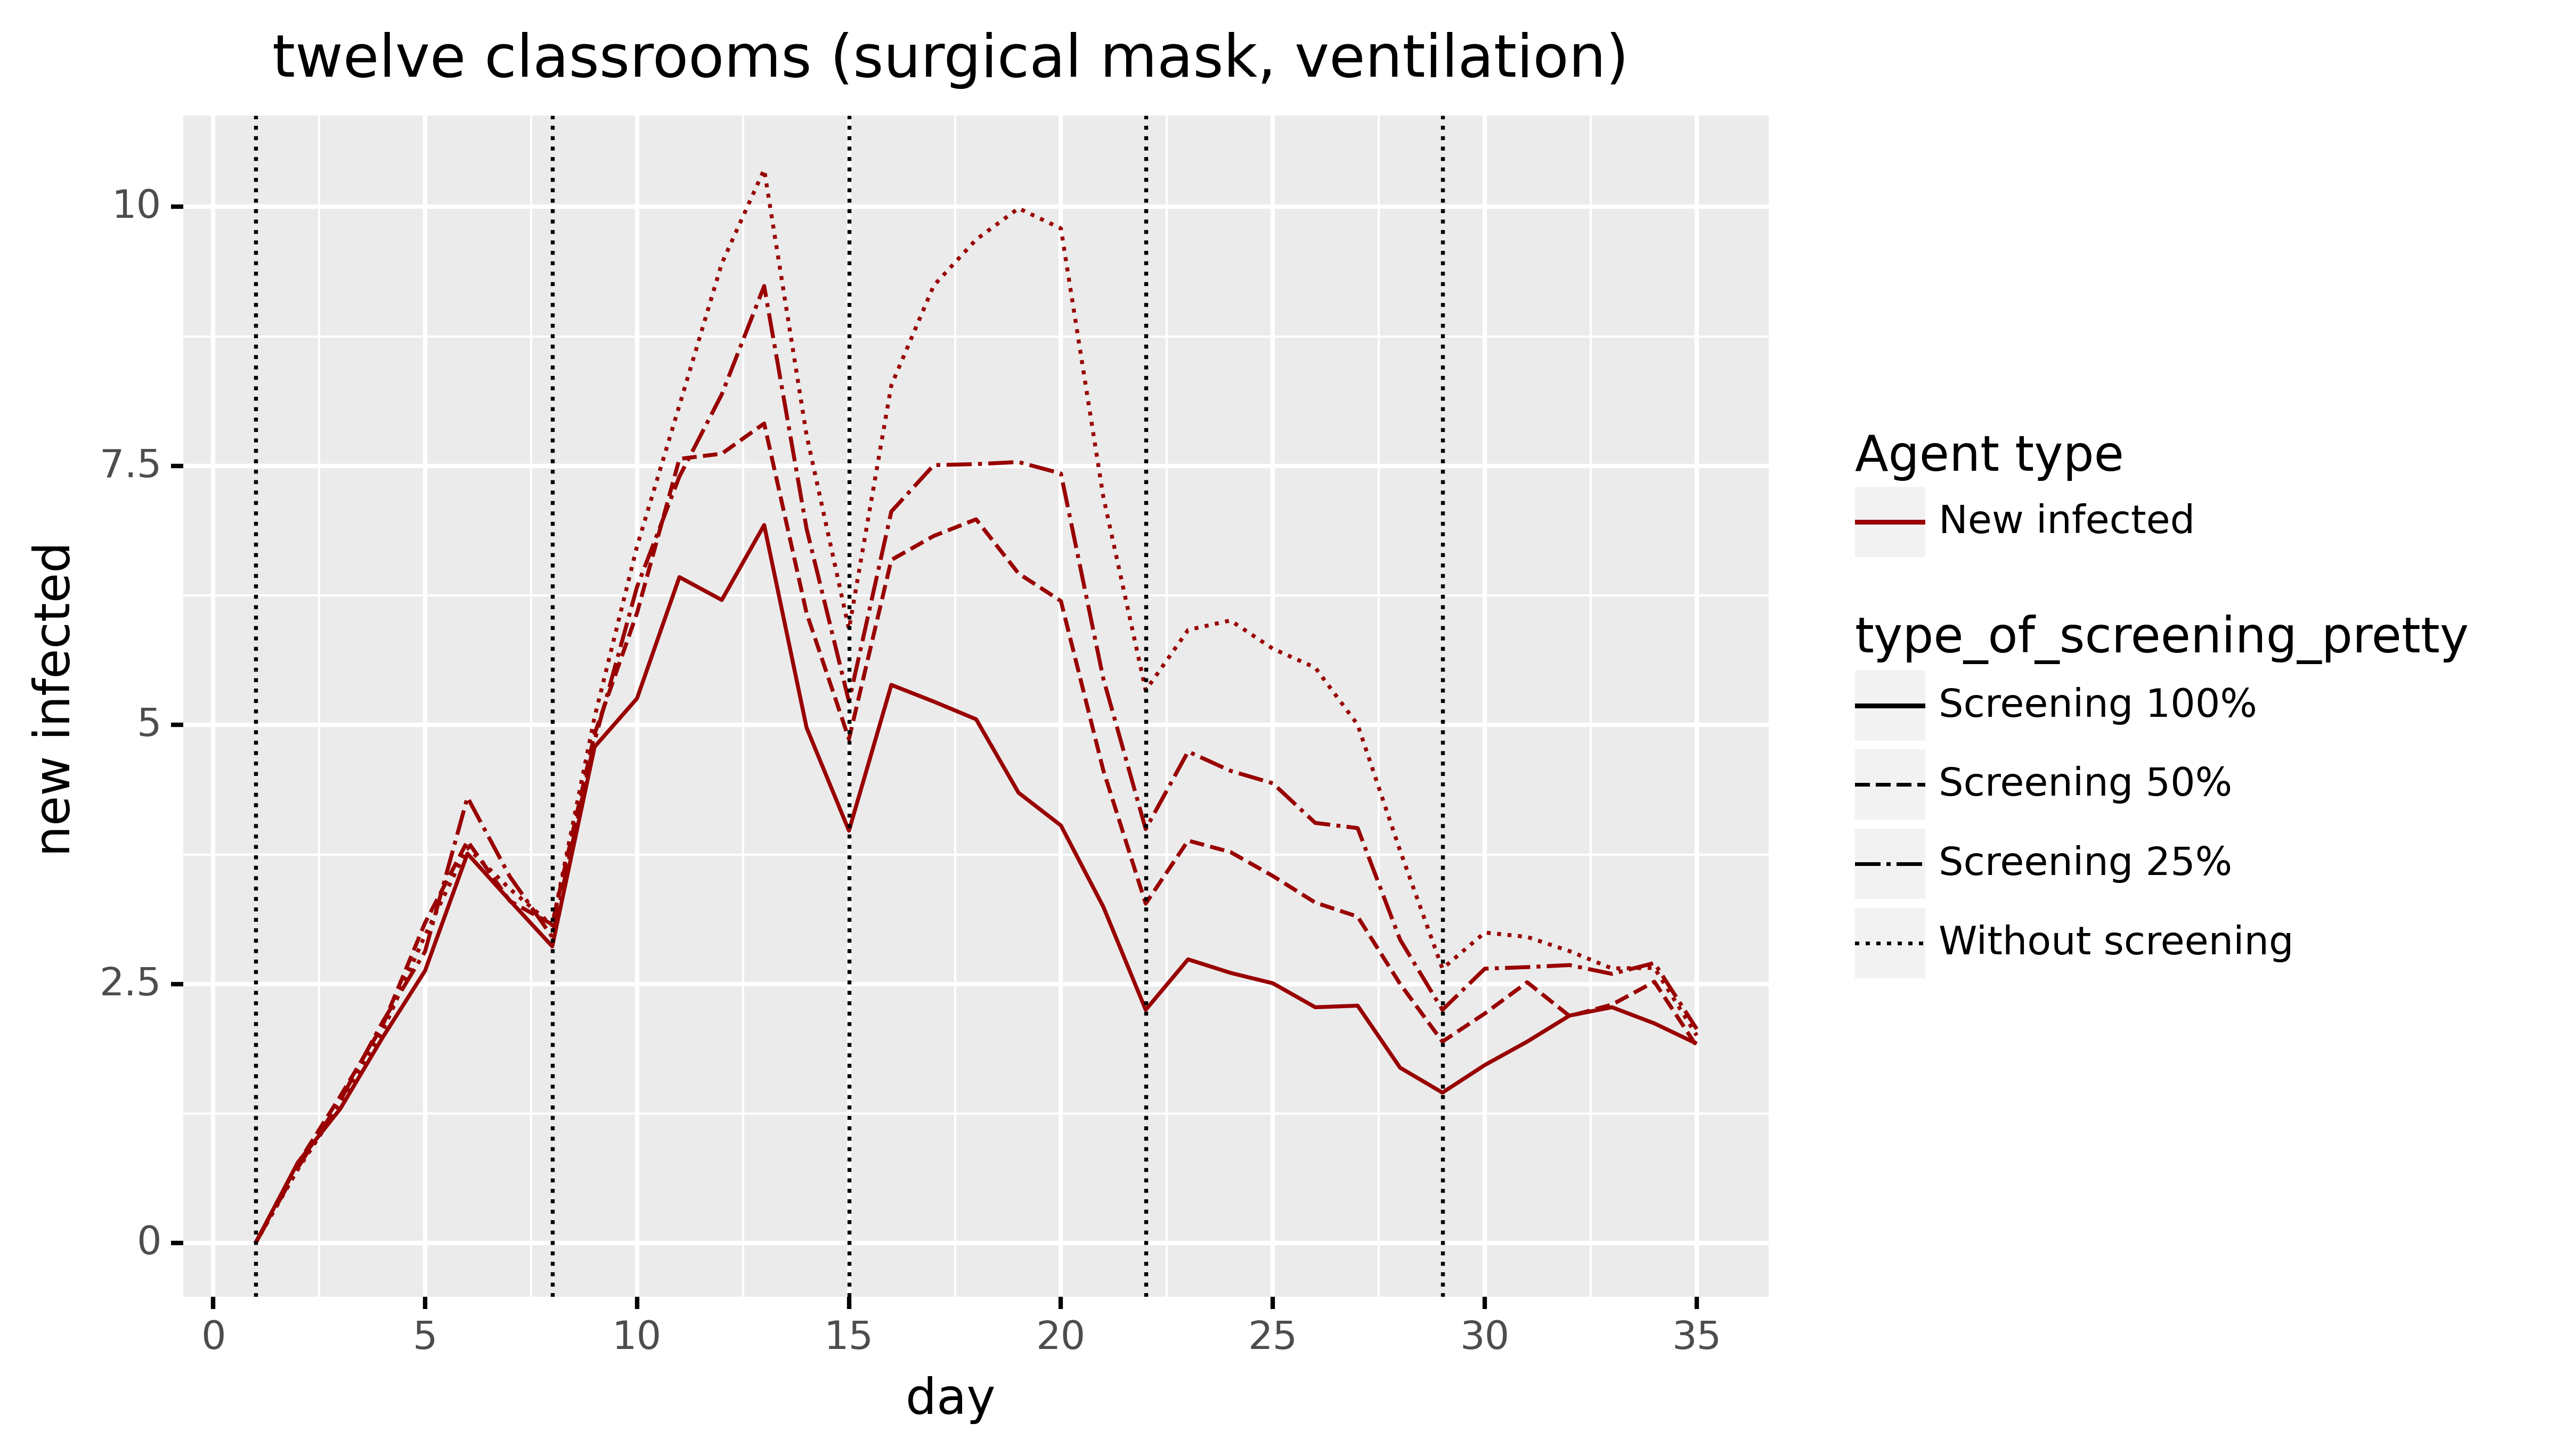 twelve classrooms (surgical mask, ventilation)
new infected
10
7.5
5
2.5
0
0 5 10 15 20 25 30 35
day
Agent type
New infected
type_of_screening_pretty
Screening 100%
Screening 50%
Screening 25%
Without screening